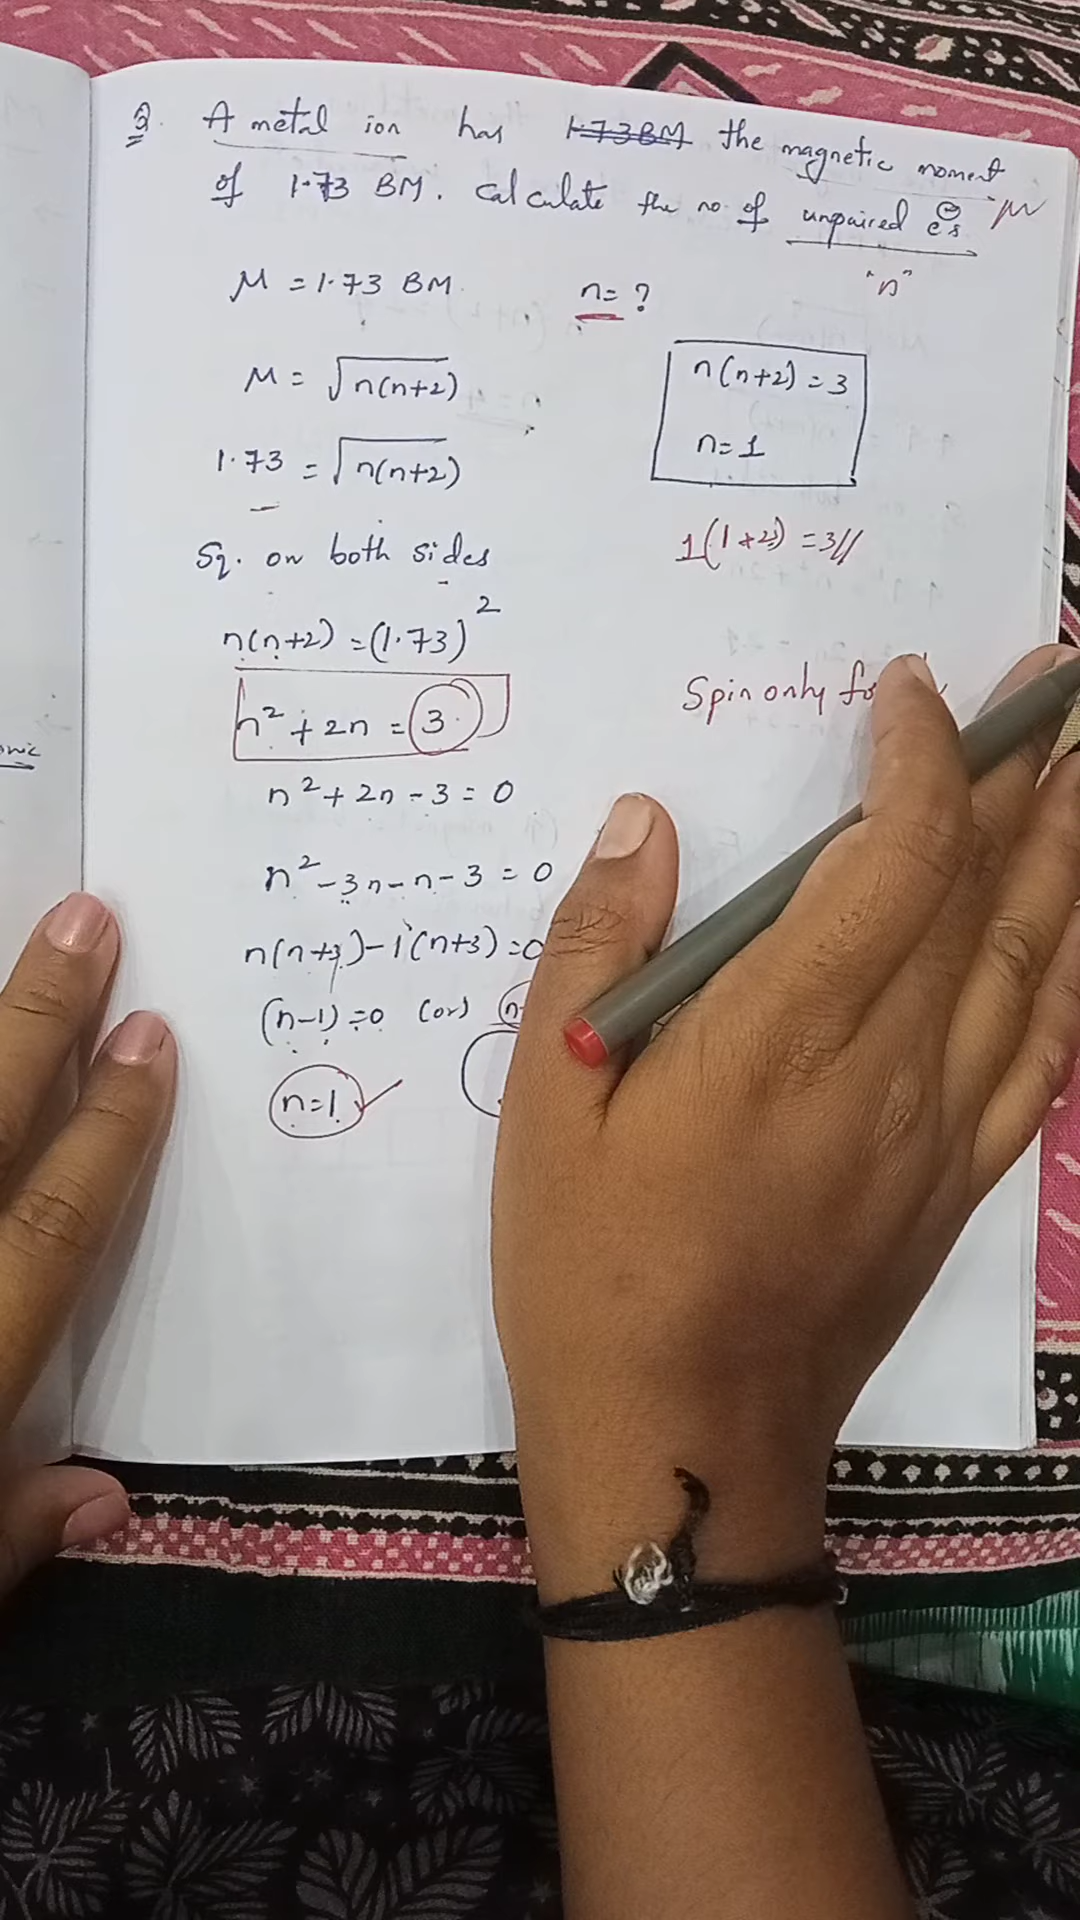 Q. A metal ion has 1.73BM the magnetic moment
of 1.73 BM. Calculate the no. of unpaired e⊖s μ
"n"
μ = 1.73 BM. n= ?
μ = √n(n+2)
1.73 = √n(n+2)
Sq. on both sides
n(n+2) = (1.73)²
n² + 2n = 3
n² + 2n - 3 = 0
n² - 3n - n - 3 = 0
n(n+3) - 1(n+3) = 0
(n-1) = 0 (or) (n-
n=1 ✓
n(n+2) = 3
n=1
1(1+2) = 3//
Spin only
onic